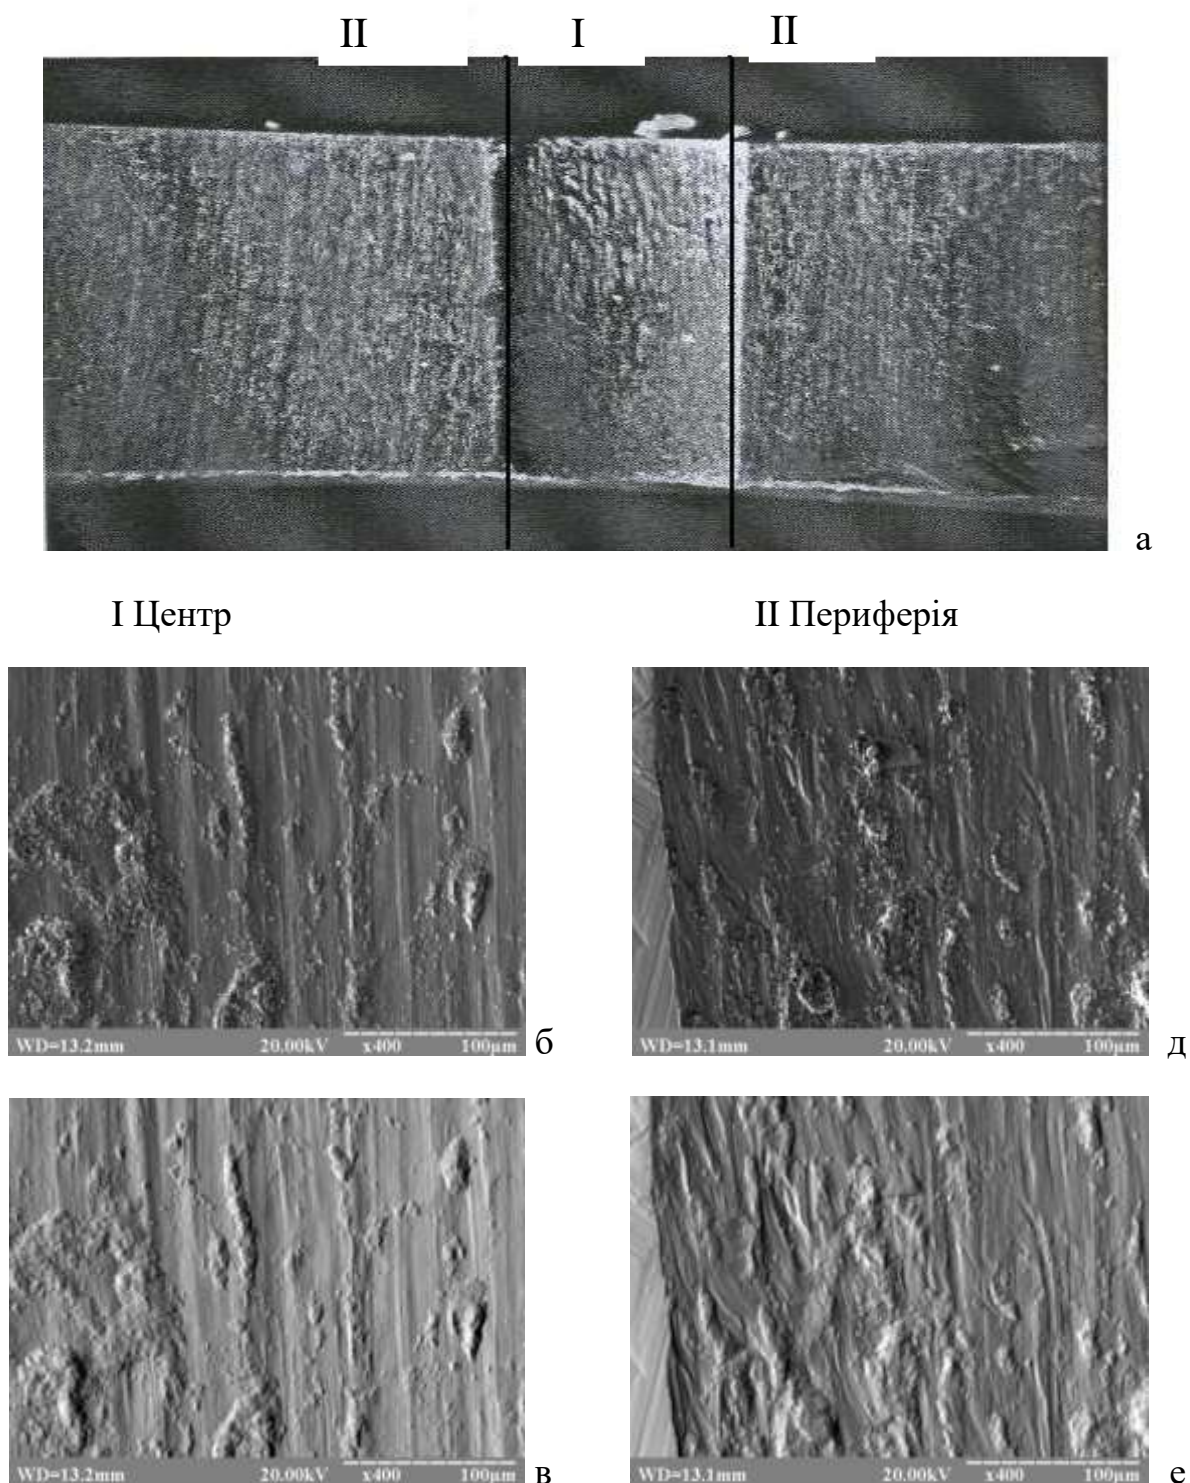 II I II
а
I Центр II Периферія
WD=13.2mm 20.00kV x400 100μm
б
WD=13.1mm 20.00kV x400 100μm
д
WD=13.2mm 20.00kV x400 100μm
в
WD=13.1mm 20.00kV x400 100μm
е